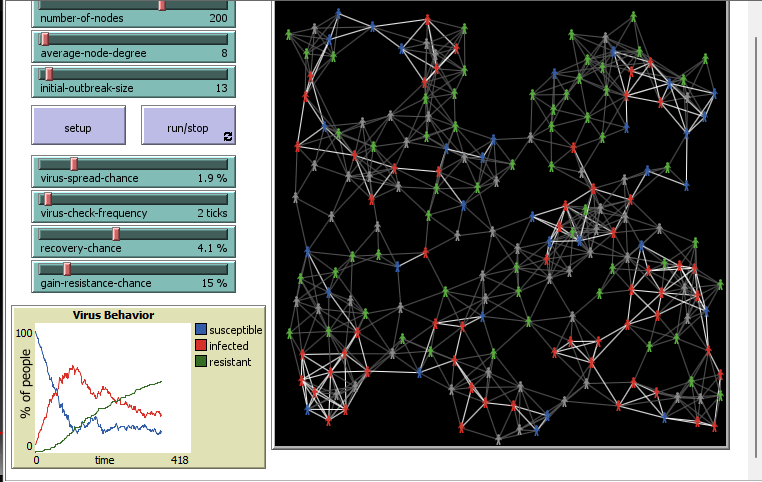 number-of-nodes 200
average-node-degree 8
initial-outbreak-size 13
setup run/stop
virus-spread-chance 1.9 %
virus-check-frequency 2 ticks
recovery-chance 4.1 %
gain-resistance-chance 15 %
Virus Behavior
% of people
100
0
0 time 418
susceptible
infected
resistant